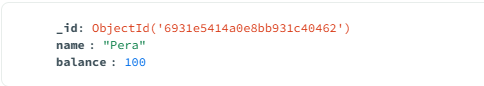 _id: ObjectId('6931e5414a0e8bb931c40462')
name : "Pera"
balance : 100